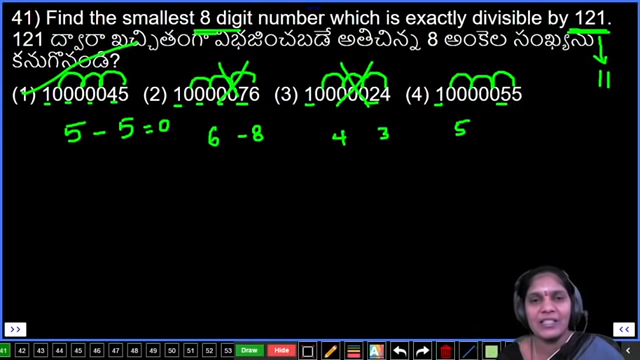 41) Find the smallest 8 digit number which is exactly divisible by 121.
121 ద్వారా ఖచ్చితంగా విభజించబడే అతిచిన్న 8 అంకెల సంఖ్యను
కనుగొనండి?
11
(1) 10000045 (2) 10000076 (3) 10000024 (4) 10000055
5 - 5 = 0 6 - 8 4 3 5
>> 41 42 43 44 45 46 47 48 49 50 51 52 53 Draw Hide >>